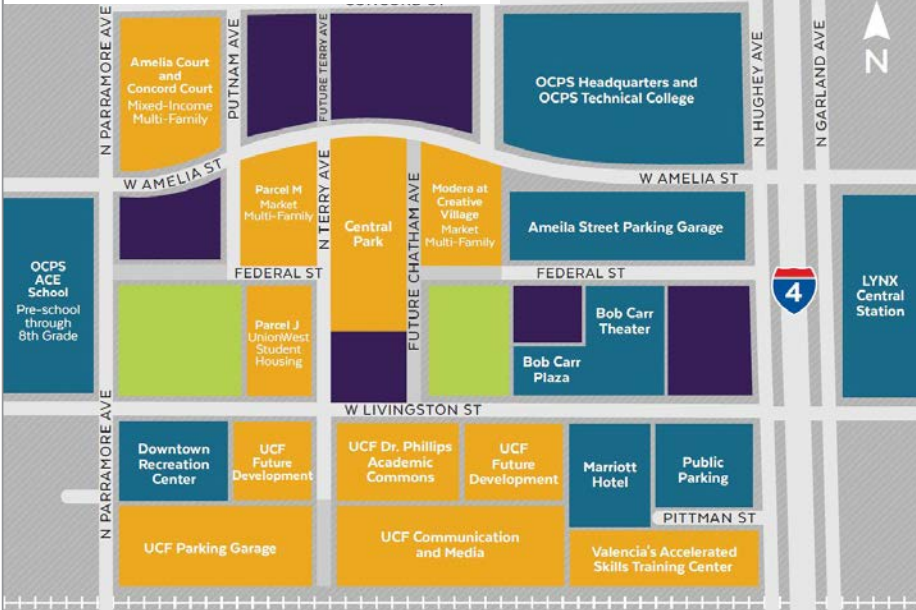 CONCORD ST
N PARRAMORE AVE
PUTNAM AVE
FUTURE TERRY AVE
N HUGHEY AVE
N GARLAND AVE
N
Amelia Court
and
Concord Court
Mixed-Income
Multi-Family
OCPS Headquarters and
OCPS Technical College
W AMELIA ST
W AMELIA ST
Parcel M
Market
Multi-Family
N TERRY AVE
Central
Park
FUTURE CHATHAM AVE
Modera at
Creative
Village
Market
Multi-Family
Ameila Street Parking Garage
OCPS
ACE
School
Pre-school
through
8th Grade
FEDERAL ST
FEDERAL ST
4
LYNX
Central
Station
Parcel J
UnionWest
Student
Housing
Bob Carr
Theater
Bob Carr
Plaza
W LIVINGSTON ST
N PARRAMORE AVE
Downtown
Recreation
Center
UCF
Future
Development
UCF Dr. Phillips
Academic
Commons
UCF
Future
Development
Marriott
Hotel
Public
Parking
PITTMAN ST
UCF Parking Garage
UCF Communication
and Media
Valencia's Accelerated
Skills Training Center